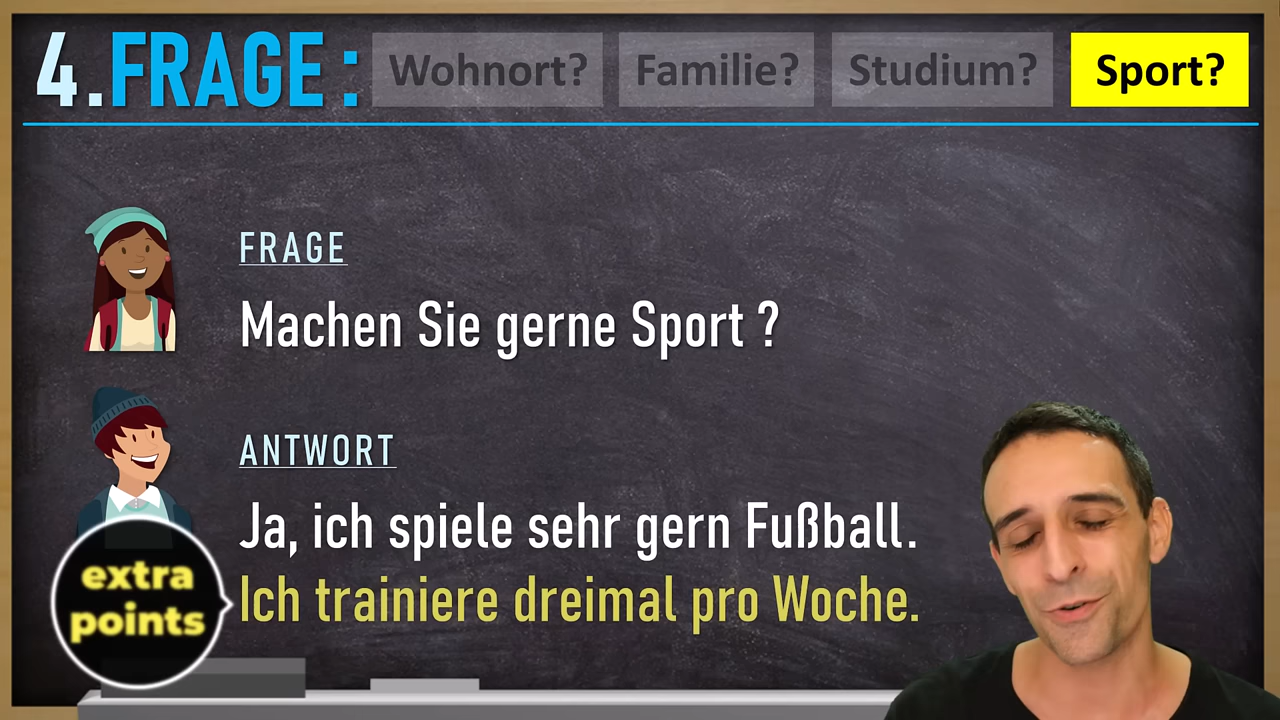 4.FRAGE:
Wohnort?
Familie?
Studium?
Sport?
FRAGE
Machen Sie gerne Sport ?
ANTWORT
Ja, ich spiele sehr gern Fußball.
extra
points
Ich trainiere dreimal pro Woche.